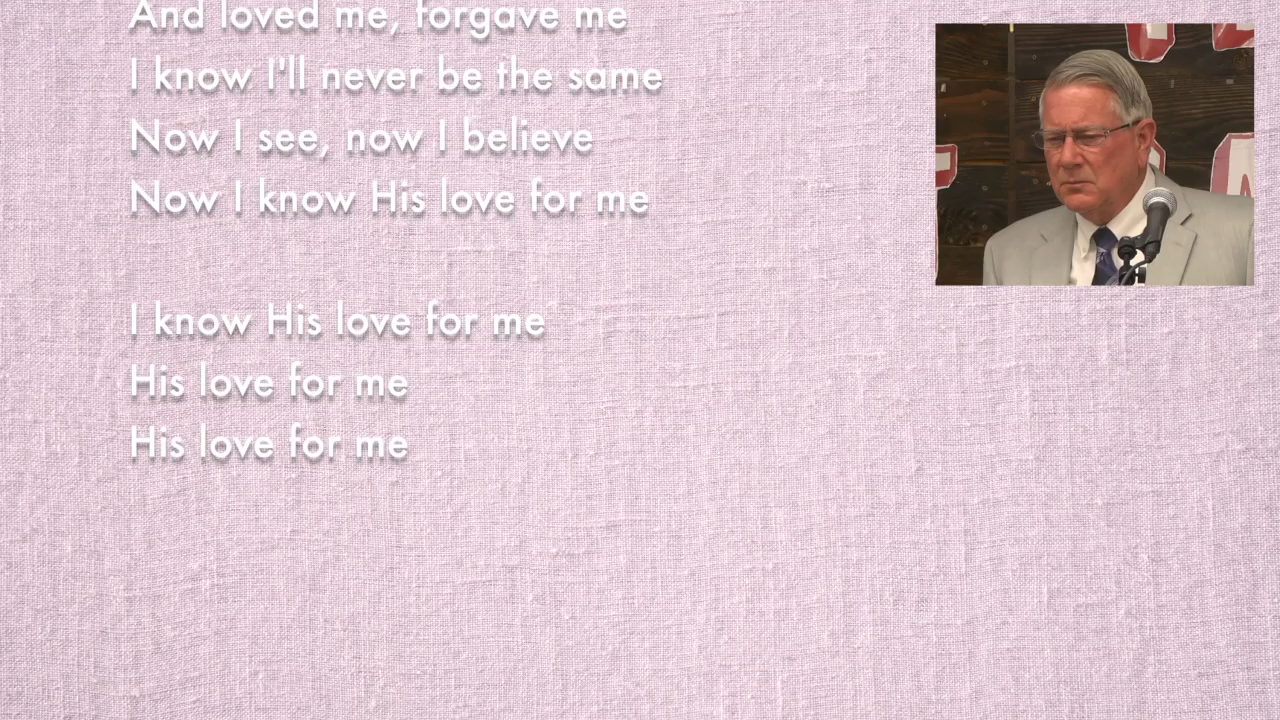 And loved me, forgave me
I know I'll never be the same
Now I see, now I believe
Now I know His love for me
I know His love for me
His love for me
His love for me